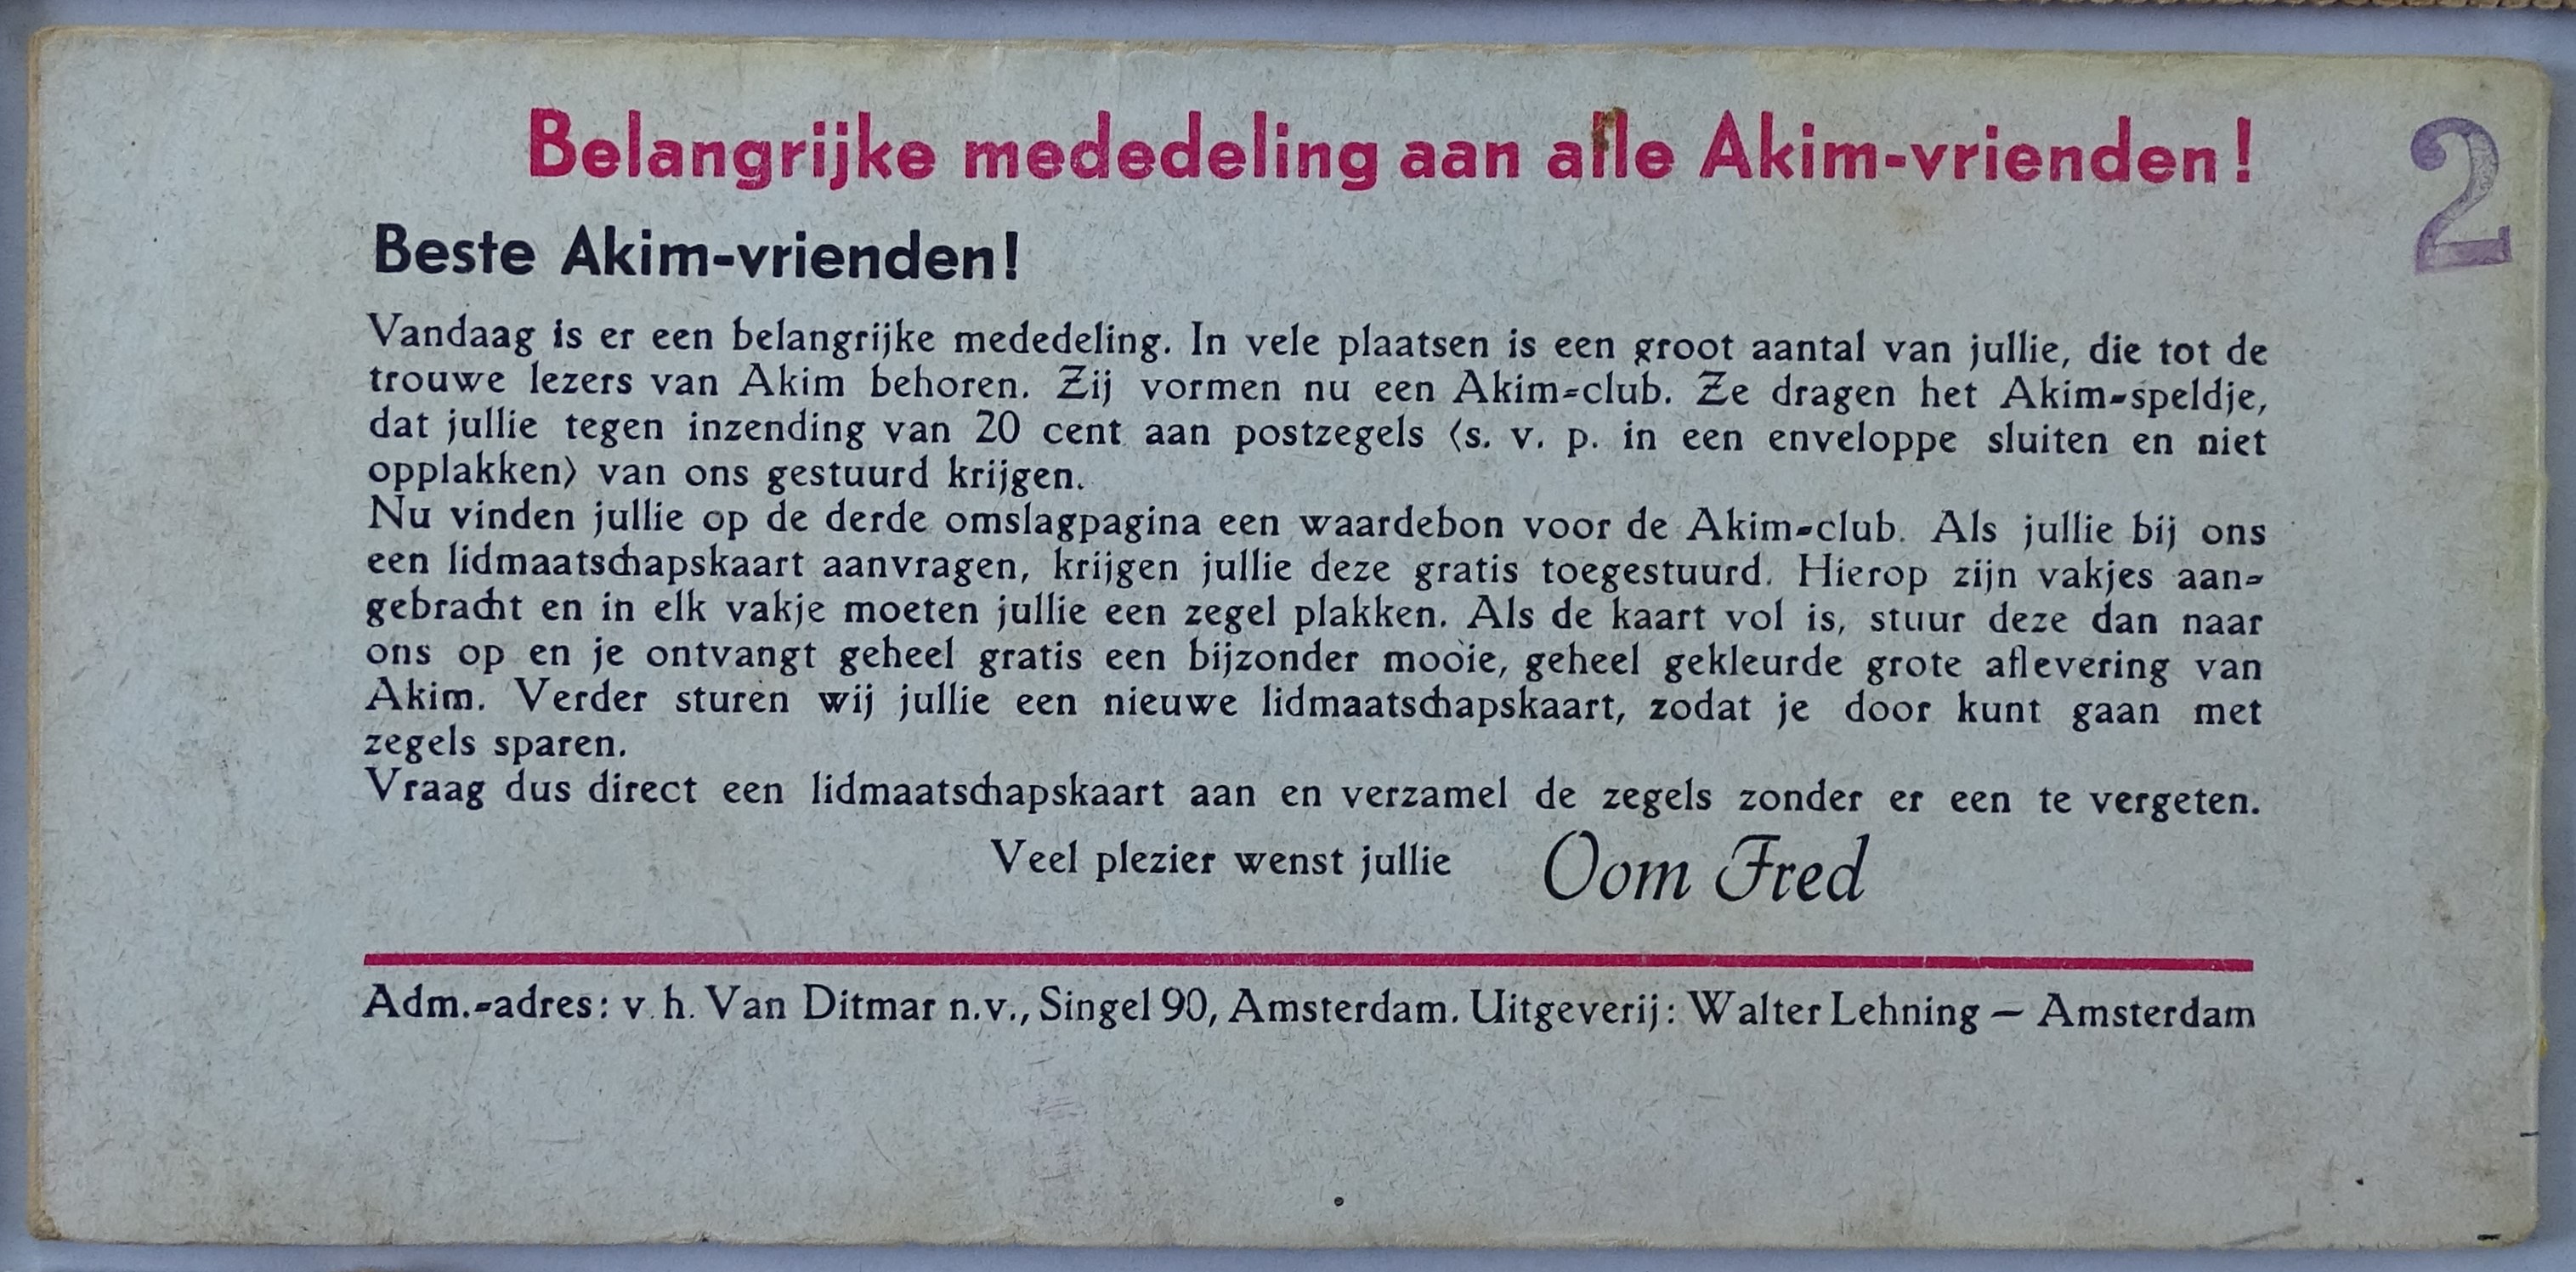 Belangrijke mededeling aan alle Akim-vrienden!
2
Beste Akim-vrienden!
Vandaag is er een belangrijke mededeling. In vele plaatsen is een groot aantal van jullie, die tot de
trouwe lezers van Akim behoren. Zij vormen nu een Akim-club. Ze dragen het Akim-speldje,
dat jullie tegen inzending van 20 cent aan postzegels (s. v. p. in een enveloppe sluiten en niet
opplakken) van ons gestuurd krijgen.
Nu vinden jullie op de derde omslagpagina een waardebon voor de Akim-club. Als jullie bij ons
een lidmaatschapskaart aanvragen, krijgen jullie deze gratis toegestuurd. Hierop zijn vakjes aan-
gebracht en in elk vakje moeten jullie een zegel plakken. Als de kaart vol is, stuur deze dan naar
ons op en je ontvangt geheel gratis een bijzonder mooie, geheel gekleurde grote aflevering van
Akim. Verder sturen wij jullie een nieuwe lidmaatschapskaart, zodat je door kunt gaan met
zegels sparen.
Vraag dus direct een lidmaatschapskaart aan en verzamel de zegels zonder er een te vergeten.
Veel plezier wenst jullie Oom Fred
Adm.-adres: v. h. Van Ditmar n.v., Singel 90, Amsterdam. Uitgeverij: Walter Lehning — Amsterdam